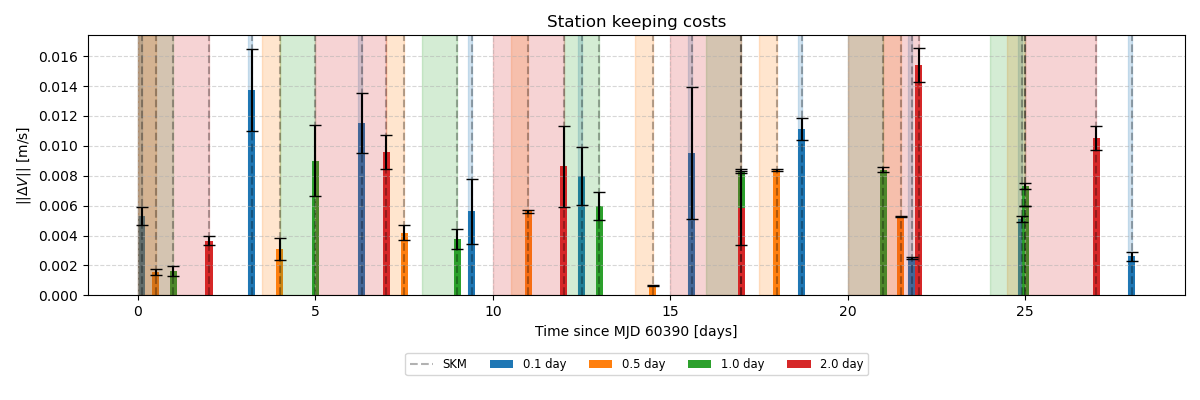 Station keeping costs
||ΔV|| [m/s]
0.016
0.014
0.012
0.010
0.008
0.006
0.004
0.002
0.000
0 5 10 15 20 25
Time since MJD 60390 [days]
SKM 0.1 day 0.5 day 1.0 day 2.0 day